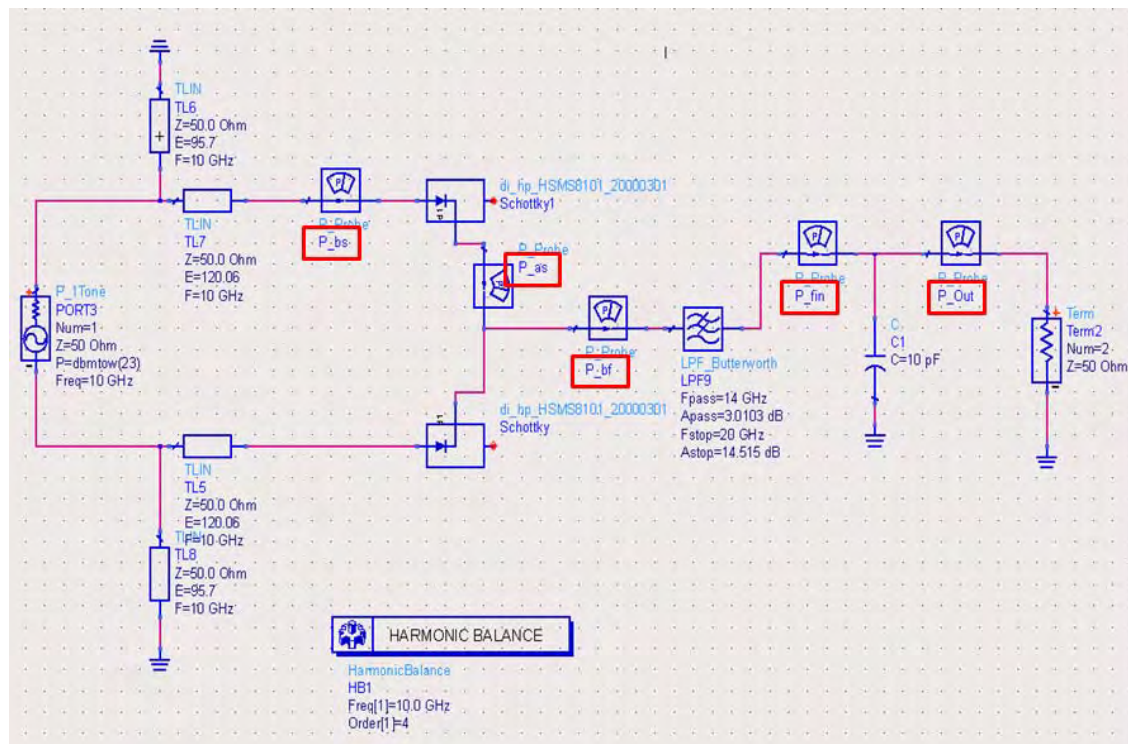 TLIN
TL6
Z=50.0 Ohm
E=95.7
F=10 GHz
+
TLIN
TL7
Z=50.0 Ohm
E=120.06
F=10 GHz
P_Probe
P_bs
di_hp_HSMS8101_20000301
Schottky1
P_Probe
P_as
P_1Tone
PORT3
Num=1
Z=50 Ohm
P=dbmtow(23)
Freq=10 GHz
P_Probe
P_bf
LPF_Butterworth
LPF9
Fpass=14 GHz
Apass=3.0103 dB
Fstop=20 GHz
Astop=14.515 dB
P_Probe
P_fin
P_Probe
P_Out
C
C1
C=10 pF
Term
Term2
Num=2
Z=50 Ohm
di_hp_HSMS8101_20000301
Schottky
TLIN
TL5
Z=50.0 Ohm
E=120.06
F=10 GHz
TLIN
TL8
Z=50.0 Ohm
E=95.7
F=10 GHz
HARMONIC BALANCE
HarmonicBalance
HB1
Freq[1]=10.0 GHz
Order[1]=4